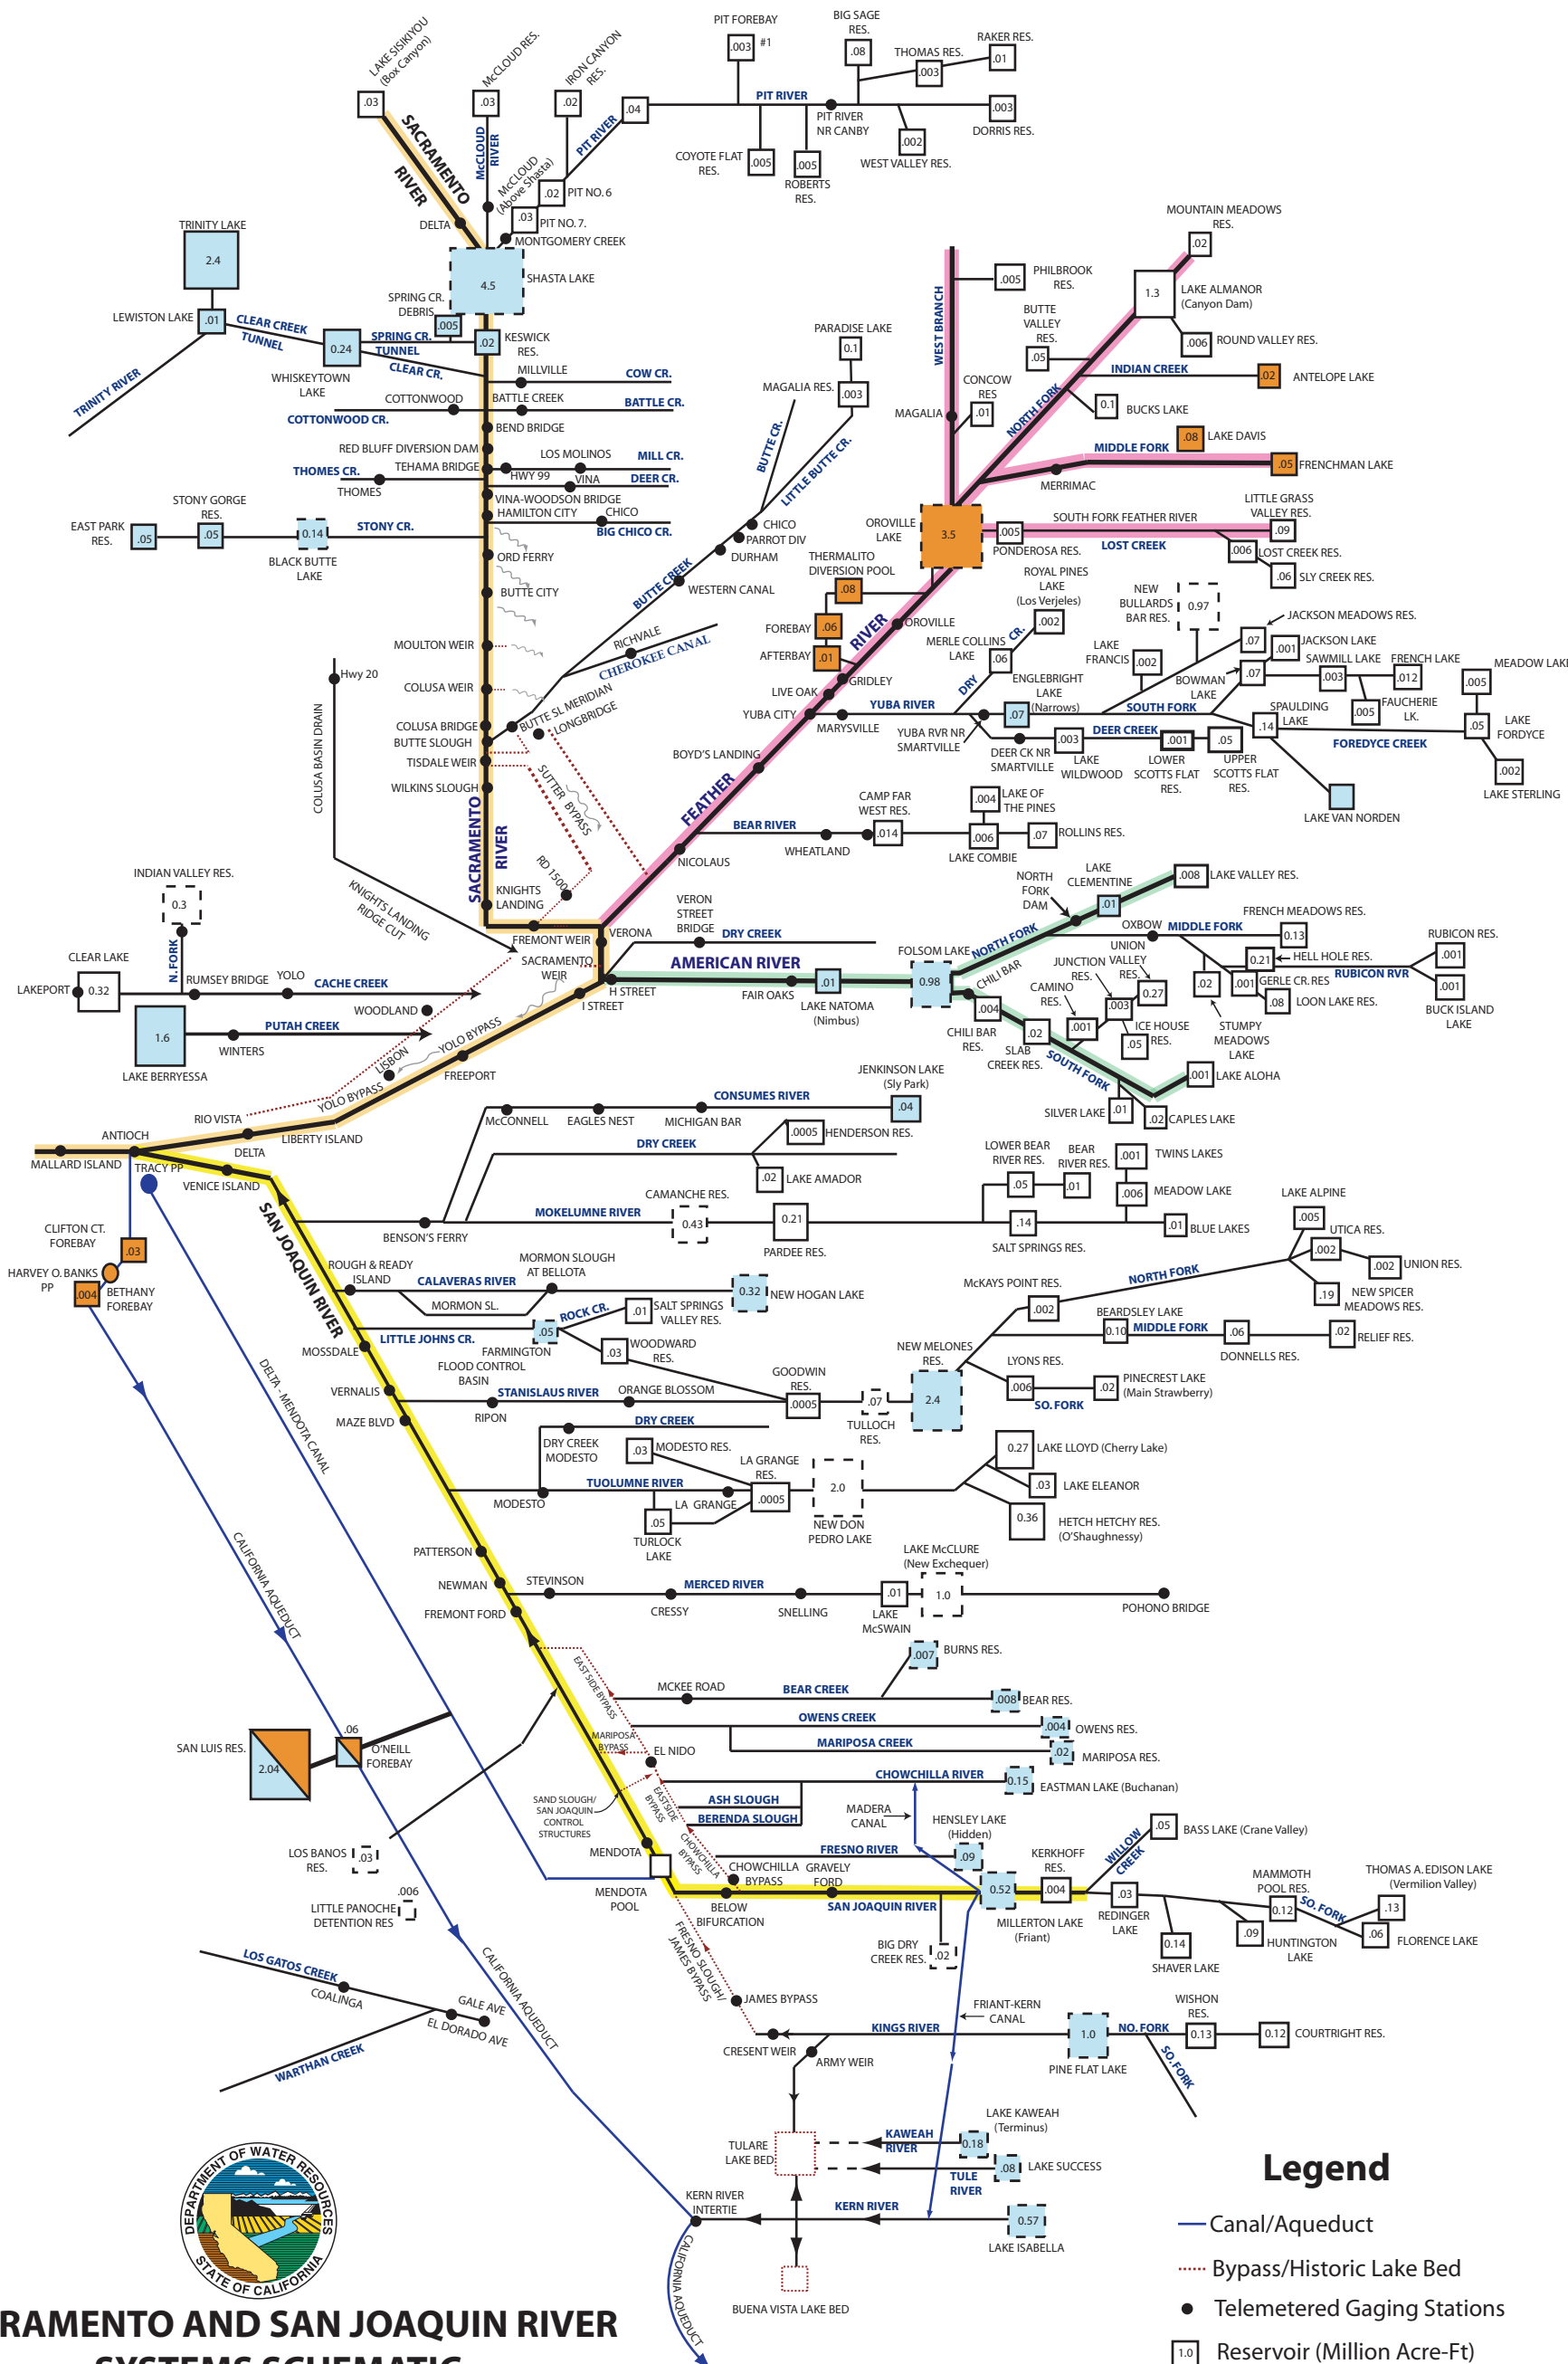 LAKE SISIKIYOU
(Box Canyon)
.03
McCLOUD RES.
.03
IRON CANYON
RES.
.02
.04
PIT FOREBAY
.003
#1
BIG SAGE
RES.
.08
THOMAS RES.
.003
RAKER RES.
.01
PIT RIVER
PIT RIVER
NR CANBY
.003
DORRIS RES.
COYOTE FLAT
RES.
.005
.005
ROBERTS
RES.
.002
WEST VALLEY RES.
SACRAMENTO
RIVER
McCLOUD
RIVER
McCLOUD
(Above Shasta)
PIT RIVER
.02
PIT NO. 6
.03
PIT NO. 7.
DELTA
MONTGOMERY CREEK
TRINITY LAKE
2.4
4.5
SHASTA LAKE
SPRING CR.
DEBRIS
.005
LEWISTON LAKE
.01
CLEAR CREEK
TUNNEL
0.24
WHISKEYTOWN
LAKE
SPRING CR.
TUNNEL
CLEAR CR.
.02
KESWICK
RES.
TRINITY RIVER
MILLVILLE
COW CR.
COTTONWOOD
COTTONWOOD CR.
BATTLE CREEK
BATTLE CR.
BEND BRIDGE
RED BLUFF DIVERSION DAM
TEHAMA BRIDGE
LOS MOLINOS
MILL CR.
THOMES CR.
THOMES
HWY 99
VINA
DEER CR.
VINA-WOODSON BRIDGE
HAMILTON CITY
CHICO
BIG CHICO CR.
EAST PARK
RES.
.05
STONY GORGE
RES.
.05
0.14
BLACK BUTTE
LAKE
STONY CR.
ORD FERRY
BUTTE CITY
MOULTON WEIR
COLUSA WEIR
COLUSA BRIDGE
BUTTE SLOUGH
TISDALE WEIR
WILKINS SLOUGH
Hwy 20
COLUSA BASIN DRAIN
KNIGHTS LANDING
RIDGE CUT
SACRAMENTO
RIVER
KNIGHTS
LANDING
RD 1500
SUTTER BYPASS
BUTTE SL MERIDIAN
LONGBRIDGE
PARADISE LAKE
0.1
MAGALIA RES.
.003
BUTTE CR.
LITTLE BUTTE CR.
CHICO
PARROT DIV
DURHAM
BUTTE CREEK
WESTERN CANAL
RICHVALE
CHEROKEE CANAL
MOUNTAIN MEADOWS
RES.
.02
WEST BRANCH
.005
PHILBROOK
RES.
1.3
LAKE ALMANOR
(Canyon Dam)
BUTTE
VALLEY
RES.
.05
.006
ROUND VALLEY RES.
INDIAN CREEK
.02
ANTELOPE LAKE
CONCOW
RES
.01
MAGALIA
NORTH FORK
0.1
BUCKS LAKE
.08
LAKE DAVIS
MIDDLE FORK
.05
FRENCHMAN LAKE
MERRIMAC
OROVILLE
LAKE
3.5
.005
PONDEROSA RES.
SOUTH FORK FEATHER RIVER
LOST CREEK
LITTLE GRASS
VALLEY RES.
.09
.006
LOST CREEK RES.
.06
SLY CREEK RES.
THERMALITO
DIVERSION POOL
.08
FOREBAY
.06
AFTERBAY
.01
OROVILLE
GRIDLEY
LIVE OAK
YUBA CITY
MARYSVILLE
BOYD'S LANDING
FEATHER
RIVER
NICOLAUS
ROYAL PINES
LAKE
(Los Verjeles)
.002
MERLE COLLINS
LAKE
.06
DRY
CR.
YUBA RIVER
ENGLEBRIGHT
LAKE
(Narrows)
.07
YUBA RVR NR
SMARTVILLE
NEW
BULLARDS
BAR RES.
0.97
LAKE
FRANCIS
.002
.07
JACKSON MEADOWS RES.
.001
JACKSON LAKE
BOWMAN
LAKE
.07
SAWMILL LAKE
.003
FRENCH LAKE
.012
.005
FAUCHERIE
LK.
MEADOW LAKE
.005
SOUTH FORK
SPAULDING
LAKE
.14
FOREDYCE CREEK
.05
LAKE
FORDYCE
.002
LAKE STERLING
LAKE VAN NORDEN
DEER CK NR
SMARTVILLE
.003
LAKE
WILDWOOD
DEER CREEK
.001
LOWER
SCOTTS FLAT
RES.
.05
UPPER
SCOTTS FLAT
RES.
BEAR RIVER
WHEATLAND
CAMP FAR
WEST RES.
.014
.004
LAKE OF
THE PINES
.006
LAKE COMBIE
.07
ROLLINS RES.
INDIAN VALLEY RES.
0.3
N. FORK
CLEAR LAKE
LAKEPORT
0.32
RUMSEY BRIDGE
YOLO
CACHE CREEK
WOODLAND
1.6
LAKE BERRYESSA
PUTAH CREEK
WINTERS
FREMONT WEIR
VERONA
SACRAMENTO
WEIR
VERON
STREET
BRIDGE
DRY CREEK
AMERICAN RIVER
H STREET
I STREET
FAIR OAKS
.01
LAKE NATOMA
(Nimbus)
FOLSOM LAKE
0.98
NORTH FORK
NORTH
FORK
DAM
LAKE
CLEMENTINE
.01
.008
LAKE VALLEY RES.
OXBOW
MIDDLE FORK
FRENCH MEADOWS RES.
0.13
0.21
HELL HOLE RES.
RUBICON RVR
RUBICON RES.
.001
.001
BUCK ISLAND
LAKE
.02
STUMPY
MEADOWS
LAKE
.001
GERLE CR. RES
.08
LOON LAKE RES.
CHILI BAR
.004
CHILI BAR
RES.
.02
SLAB
CREEK RES.
CAMINO
RES.
.001
JUNCTION
RES.
.003
UNION
VALLEY
RES.
0.27
ICE HOUSE
RES.
.05
SOUTH FORK
.001
LAKE ALOHA
SILVER LAKE
.01
.02
CAPLES LAKE
YOLO BYPASS
LISBON
FREEPORT
YOLO BYPASS
RIO VISTA
LIBERTY ISLAND
DELTA
ANTIOCH
MALLARD ISLAND
TRACY PP
VENICE ISLAND
CLIFTON CT.
FOREBAY
.03
HARVEY O. BANKS
PP
.004
BETHANY
FOREBAY
SAN JOAQUIN RIVER
JENKINSON LAKE
(Sly Park)
.04
CONSUMES RIVER
McCONNELL
EAGLES NEST
MICHIGAN BAR
DRY CREEK
.0005
HENDERSON RES.
.02
LAKE AMADOR
BENSON'S FERRY
MOKELUMNE RIVER
CAMANCHE RES.
0.43
0.21
PARDEE RES.
LOWER BEAR
RIVER RES.
.05
BEAR
RIVER RES.
.01
.14
SALT SPRINGS RES.
.001
TWINS LAKES
.006
MEADOW LAKE
.01
BLUE LAKES
ROUGH & READY
ISLAND
CALAVERAS RIVER
MORMON SL.
MORMON SLOUGH
AT BELLOTA
0.32
NEW HOGAN LAKE
LITTLE JOHNS CR.
.05
FARMINGTON
FLOOD CONTROL
BASIN
ROCK CR.
.01
SALT SPRINGS
VALLEY RES.
.03
WOODWARD
RES.
MOSSDALE
VERNALIS
MAZE BLVD
STANISLAUS RIVER
RIPON
ORANGE BLOSSOM
GOODWIN
RES.
.0005
.07
TULLOCH
RES.
NEW MELONES
RES.
2.4
McKAYS POINT RES.
.002
NORTH FORK
LAKE ALPINE
.005
UTICA RES.
.002
.002
UNION RES.
.19
NEW SPICER
MEADOWS RES.
BEARDSLEY LAKE
0.10
MIDDLE FORK
.06
DONNELLS RES.
.02
RELIEF RES.
LYONS RES.
.006
SO. FORK
.02
PINECREST LAKE
(Main Strawberry)
DRY CREEK
DRY CREEK
MODESTO
.03
MODESTO RES.
TUOLUMNE RIVER
MODESTO
.05
TURLOCK
LAKE
LA GRANGE
LA GRANGE
RES.
.0005
2.0
NEW DON
PEDRO LAKE
0.27
LAKE LLOYD (Cherry Lake)
.03
LAKE ELEANOR
0.36
HETCH HETCHY RES.
(O'Shaughnessy)
PATTERSON
NEWMAN
FREMONT FORD
STEVINSON
CRESSY
MERCED RIVER
SNELLING
.01
LAKE
McSWAIN
LAKE McCLURE
(New Exchequer)
1.0
POHONO BRIDGE
DELTA - MENDOTA CANAL
CALIFORNIA AQUEDUCT
EAST SIDE BYPASS
MCKEE ROAD
BEAR CREEK
.007
BURNS RES.
.008
BEAR RES.
OWENS CREEK
.004
OWENS RES.
MARIPOSA CREEK
.02
MARIPOSA RES.
MARIPOSA
BYPASS
EL NIDO
SAN LUIS RES.
2.04
.06
O'NEILL
FOREBAY
CHOWCHILLA RIVER
0.15
EASTMAN LAKE (Buchanan)
ASH SLOUGH
BERENDA SLOUGH
EASTSIDE
BYPASS
SAND SLOUGH/
SAN JOAQUIN
CONTROL
STRUCTURES
MADERA
CANAL
HENSLEY LAKE
(Hidden)
.09
FRESNO RIVER
CHOWCHILLA
BYPASS
LOS BANOS
RES.
.03
.006
LITTLE PANOCHE
DETENTION RES
MENDOTA
MENDOTA
POOL
CHOWCHILLA
BYPASS
BELOW
BIFURCATION
GRAVELY
FORD
SAN JOAQUIN RIVER
0.52
MILLERTON LAKE
(Friant)
KERKHOFF
RES.
.004
WILLOW
CREEK
.05
BASS LAKE (Crane Valley)
.03
REDINGER
LAKE
0.14
SHAVER LAKE
.09
HUNTINGTON
LAKE
MAMMOTH
POOL RES.
0.12
SO. FORK
THOMAS A. EDISON LAKE
(Vermilion Valley)
.13
.06
FLORENCE LAKE
BIG DRY
CREEK RES.
.02
FRESNO SLOUGH/
JAMES BYPASS
JAMES BYPASS
LOS GATOS CREEK
COALINGA
GALE AVE
EL DORADO AVE
WARTHAN CREEK
CALIFORNIA AQUEDUCT
FRIANT-KERN
CANAL
KINGS RIVER
CRESENT WEIR
ARMY WEIR
1.0
PINE FLAT LAKE
NO. FORK
SO. FORK
WISHON
RES.
0.13
0.12
COURTRIGHT RES.
TULARE
LAKE BED
KAWEAH
RIVER
LAKE KAWEAH
(Terminus)
0.18
.08
LAKE SUCCESS
TULE
RIVER
KERN RIVER
INTERTIE
KERN RIVER
0.57
LAKE ISABELLA
CALIFORNIA AQUEDUCT
BUENA VISTA LAKE BED
DEPARTMENT OF WATER RESOURCES
STATE OF CALIFORNIA
RAMENTO AND SAN JOAQUIN RIVER
SYSTEMS SCHEMATIC
Legend
Canal/Aqueduct
Bypass/Historic Lake Bed
Telemetered Gaging Stations
1.0
Reservoir (Million Acre-Ft)